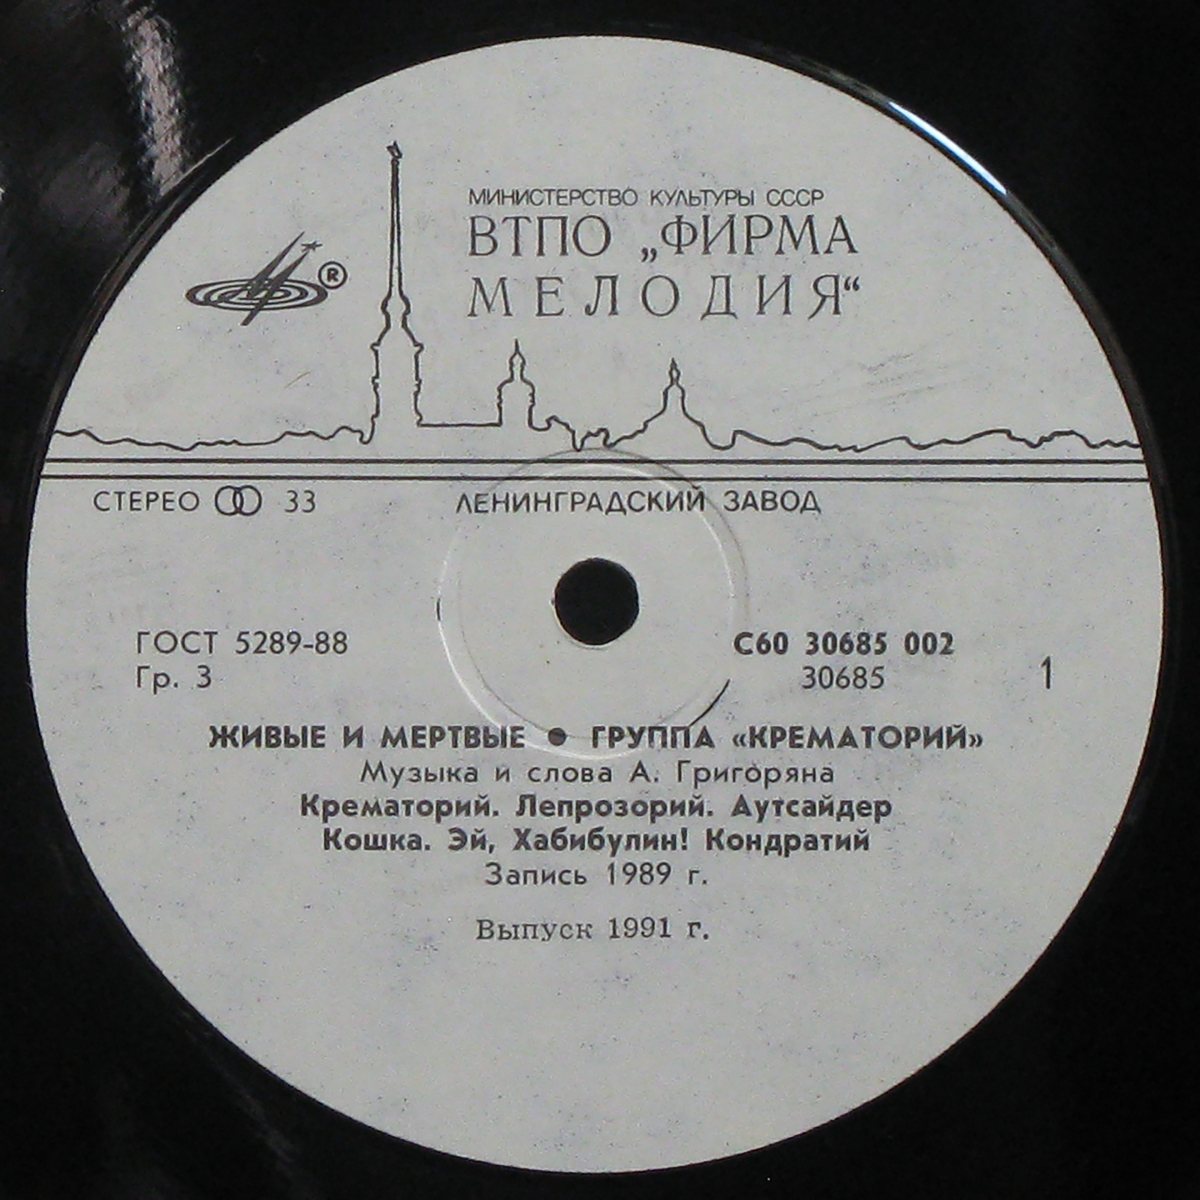 МИНИСТЕРСТВО КУЛЬТУРЫ СССР
ВТПО „ФИРМА
МЕЛОДИЯ“
®
СТЕРЕО 33
ЛЕНИНГРАДСКИЙ ЗАВОД
ГОСТ 5289-88
Гр. 3
С60 30685 002
30685
1
ЖИВЫЕ И МЕРТВЫЕ ● ГРУППА «КРЕМАТОРИЙ»
Музыка и слова А. Григоряна
Крематорий. Лепрозорий. Аутсайдер
Кошка. Эй, Хабибулин! Кондратий
Запись 1989 г.
Выпуск 1991 г.